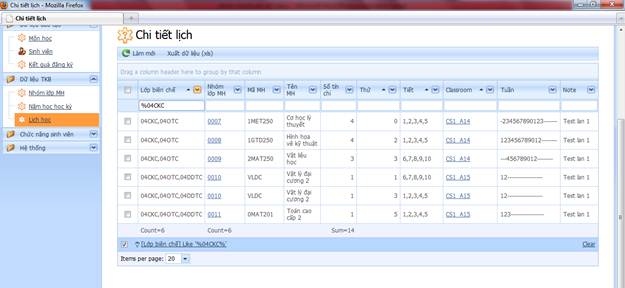 Chi tiết lịch - Mozilla Firefox
Chi tiết lịch
Môn học
Sinh viên
Kết quả đăng ký
Dữ liệu TKB
Nhóm lớp MH
Năm học học kỳ
Lịch học
Chức năng sinh viên
Hệ thống
Chi tiết lịch
Làm mới Xuất dữ liệu (xls)
Drag a column header here to group by that column
Lớp biên chế Nhóm lớp MH Mã MH Tên MH Số tín chỉ Thứ Tiết Classroom Tuần Note
%04CKC
04CKC,04OTC 0007 1MET250 Cơ học lý thuyết 4 0 1,2,3,4,5 CS1_A14 -234567890123------- Test lan 1
04CKC,04OTC 0008 1GTD250 Hình họa vẽ kỹ thuật 4 2 1,2,3,4,5 CS1_A14 123456789012------- Test lan 1
04CKC,04OTC,04DDTC 0009 2MAT250 Vật liệu học 3 3 6,7,8,9,10 CS1_A14 ---456789012------- Test lan 1
04CKC,04OTC,04DDTC 0010 VLDC Vật lý đại cương 2 1 1 6,7,8,9,10 CS1_A15 12----------------- Test lan 1
04CKC,04OTC,04DDTC 0010 VLDC Vật lý đại cương 2 1 3 1,2,3,4,5 CS1_A15 12----------------- Test lan 1
04CKC,04OTC,04DDTC 0011 0MAT201 Toán cao cấp 2 1 5 1,2,3,4,5 CS1_A15 123---------------- Test lan 1
Count=6 Count=6 Sum=14
[Lớp biên chế] Like '%04CKC%' Clear
Items per page: 20